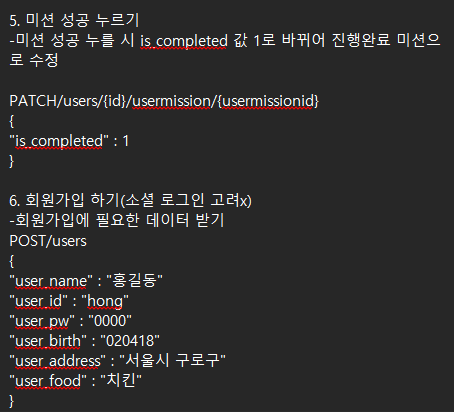 5. 미션 성공 누르기
-미션 성공 누를 시 is_completed 값 1로 바뀌어 진행완료 미션으
로 수정
PATCH/users/{id}/usermission/{usermissionid}
{
"is_completed" : 1
}
6. 회원가입 하기(소셜 로그인 고려x)
-회원가입에 필요한 데이터 받기
POST/users
{
"user_name" : "홍길동"
"user_id" : "hong"
"user_pw" : "0000"
"user_birth" : "020418"
"user_address" : "서울시 구로구"
"user_food" : "치킨"
}